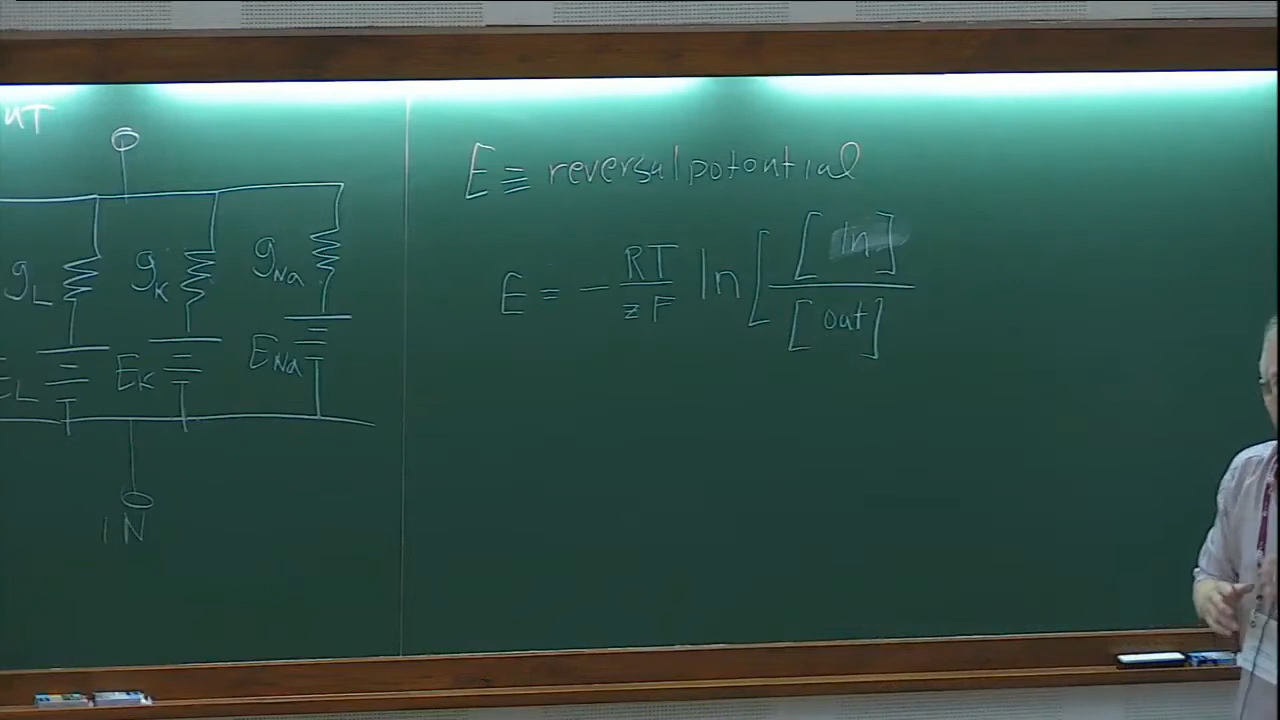 UT
g_L g_K g_Na
E_L E_K E_Na
IN
E ≡ reversal potential
E = - RT/zF ln [ [in] / [out]